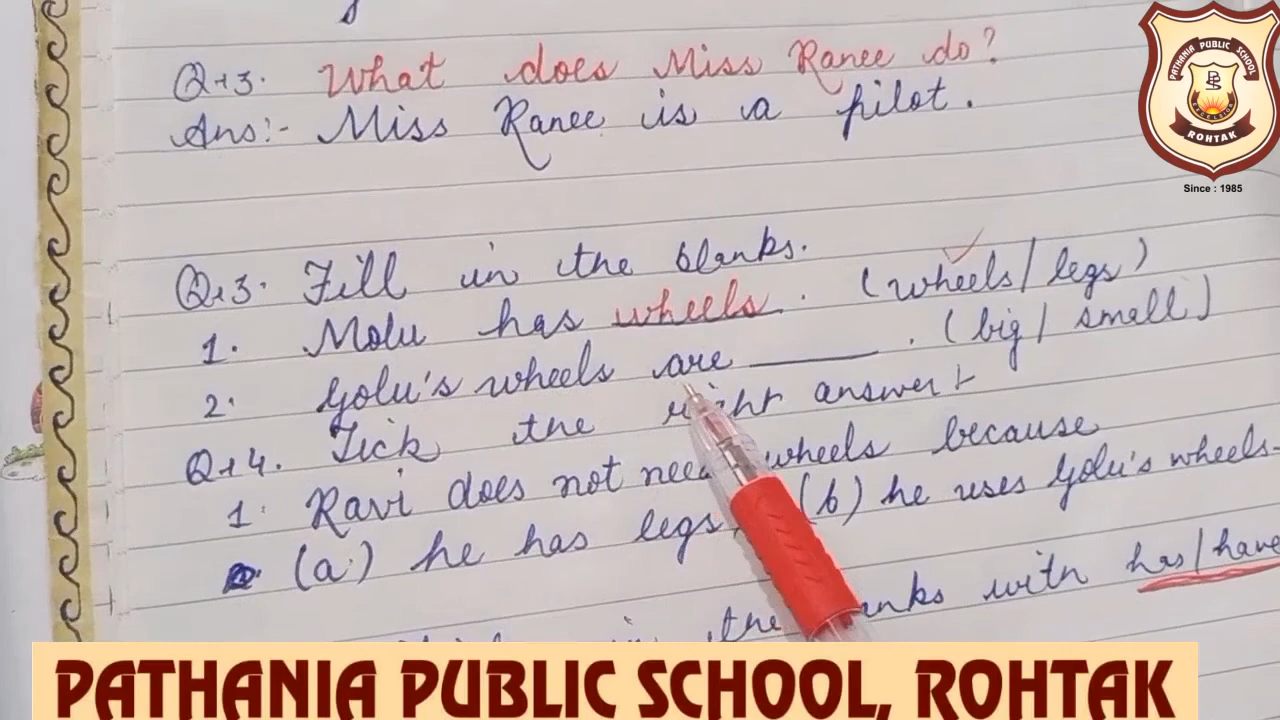 Q.3. What does Miss Ranee do?
Ans:- Miss Ranee is a pilot.
Q.3. Fill in the blanks.
1. Molu has wheels. (wheels/legs)
2. Golu's wheels are ______. (big/small)
Q.4. Tick the right answer:-
1. Ravi does not need wheels because
(a) he has legs. (b) he uses Golu's wheels.
in the with has/have
PATHANIA PUBLIC SCHOOL
PS
EXCELSIOR
ROHTAK
Since : 1985
PATHANIA PUBLIC SCHOOL, ROHTAK